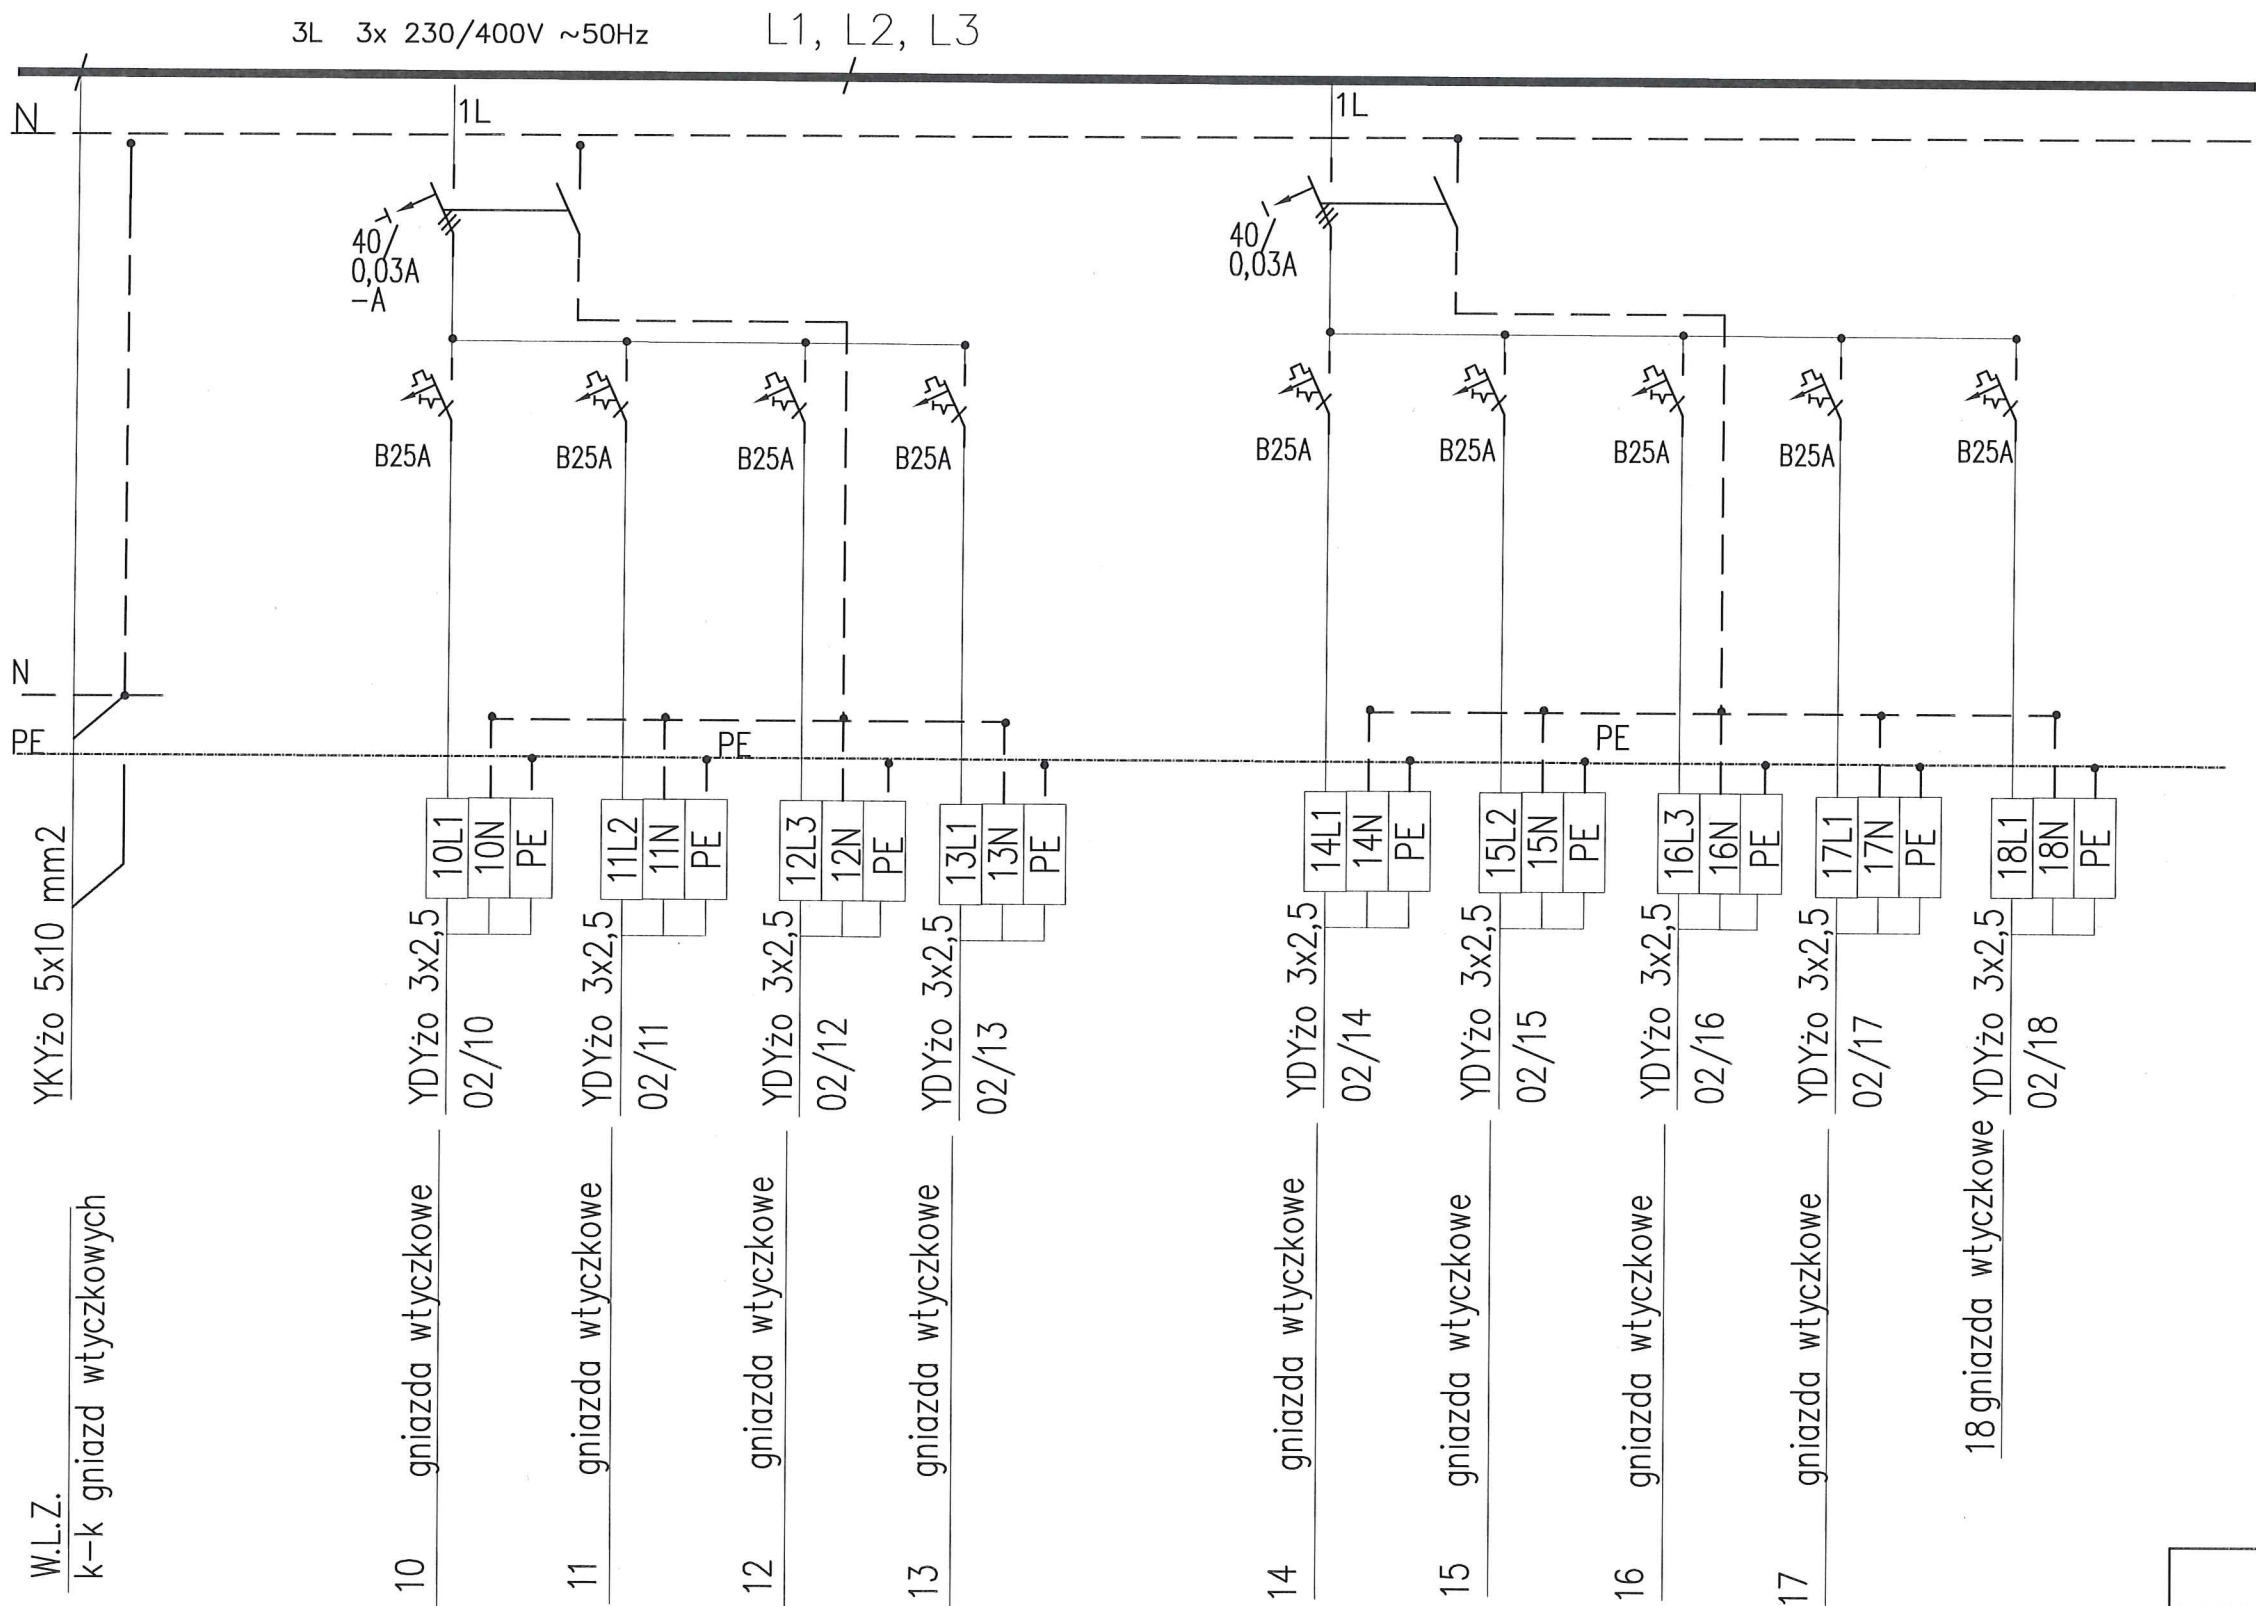 3L 3x 230/400V ~50Hz L1, L2, L3
N
1L
1L
40/
0,03A
-A
40/
0,03A
B25A
B25A
B25A
B25A
B25A
B25A
B25A
B25A
B25A
N
PE
PE
PE
10L1
10N
PE
11L2
11N
PE
12L3
12N
PE
13L1
13N
PE
14L1
14N
PE
15L2
15N
PE
16L3
16N
PE
17L1
17N
PE
18L1
18N
PE
YKYżo 5x10 mm2
YDYżo 3x2,5
02/10
YDYżo 3x2,5
02/11
YDYżo 3x2,5
02/12
YDYżo 3x2,5
02/13
YDYżo 3x2,5
02/14
YDYżo 3x2,5
02/15
YDYżo 3x2,5
02/16
YDYżo 3x2,5
02/17
YDYżo 3x2,5
02/18
W.L.Z.
k-k gniazd wtyczkowych
10 gniazda wtyczkowe
11 gniazda wtyczkowe
12 gniazda wtyczkowe
13 gniazda wtyczkowe
14 gniazda wtyczkowe
15 gniazda wtyczkowe
16 gniazda wtyczkowe
17 gniazda wtyczkowe
18 gniazda wtyczkowe